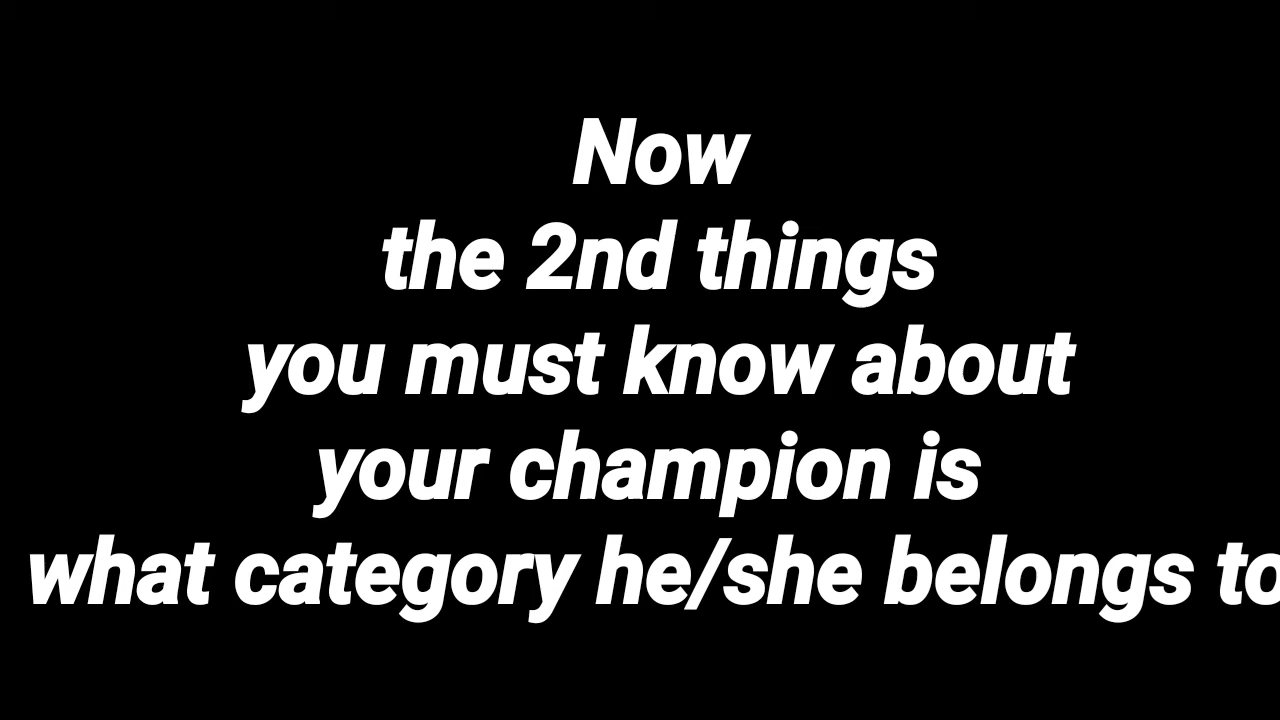 Now
the 2nd things
you must know about
your champion is
what category he/she belongs to